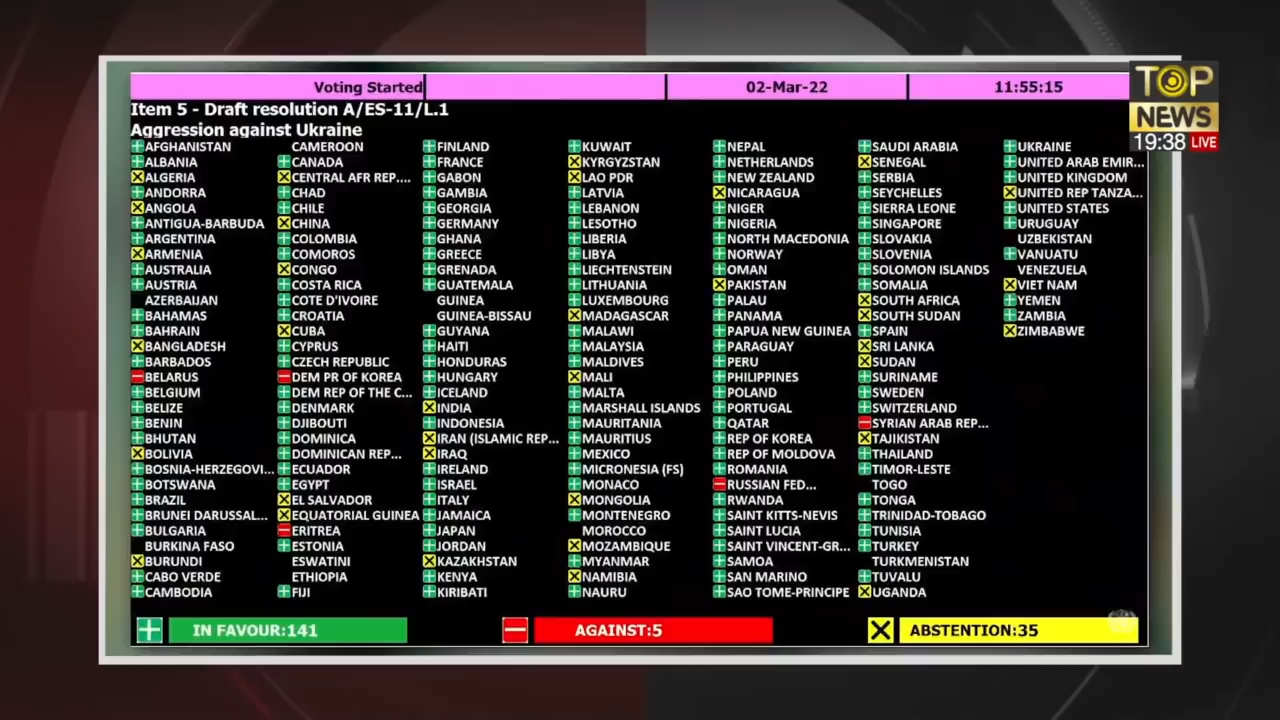 Voting Started
02-Mar-22
11:55:15
TOP
NEWS
19:38 LIVE
Item 5 - Draft resolution A/ES-11/L.1
Aggression against Ukraine
AFGHANISTAN
ALBANIA
ALGERIA
ANDORRA
ANGOLA
ANTIGUA-BARBUDA
ARGENTINA
ARMENIA
AUSTRALIA
AUSTRIA
AZERBAIJAN
BAHAMAS
BAHRAIN
BANGLADESH
BARBADOS
BELARUS
BELGIUM
BELIZE
BENIN
BHUTAN
BOLIVIA
BOSNIA-HERZEGOVI...
BOTSWANA
BRAZIL
BRUNEI DARUSSAL...
BULGARIA
BURKINA FASO
BURUNDI
CABO VERDE
CAMBODIA
CAMEROON
CANADA
CENTRAL AFR REP....
CHAD
CHILE
CHINA
COLOMBIA
COMOROS
CONGO
COSTA RICA
COTE D'IVOIRE
CROATIA
CUBA
CYPRUS
CZECH REPUBLIC
DEM PR OF KOREA
DEM REP OF THE C...
DENMARK
DJIBOUTI
DOMINICA
DOMINICAN REP...
ECUADOR
EGYPT
EL SALVADOR
EQUATORIAL GUINEA
ERITREA
ESTONIA
ESWATINI
ETHIOPIA
FIJI
FINLAND
FRANCE
GABON
GAMBIA
GEORGIA
GERMANY
GHANA
GREECE
GRENADA
GUATEMALA
GUINEA
GUINEA-BISSAU
GUYANA
HAITI
HONDURAS
HUNGARY
ICELAND
INDIA
INDONESIA
IRAN (ISLAMIC REP...
IRAQ
IRELAND
ISRAEL
ITALY
JAMAICA
JAPAN
JORDAN
KAZAKHSTAN
KENYA
KIRIBATI
KUWAIT
KYRGYZSTAN
LAO PDR
LATVIA
LEBANON
LESOTHO
LIBERIA
LIBYA
LIECHTENSTEIN
LITHUANIA
LUXEMBOURG
MADAGASCAR
MALAWI
MALAYSIA
MALDIVES
MALI
MALTA
MARSHALL ISLANDS
MAURITANIA
MAURITIUS
MEXICO
MICRONESIA (FS)
MONACO
MONGOLIA
MONTENEGRO
MOROCCO
MOZAMBIQUE
MYANMAR
NAMIBIA
NAURU
NEPAL
NETHERLANDS
NEW ZEALAND
NICARAGUA
NIGER
NIGERIA
NORTH MACEDONIA
NORWAY
OMAN
PAKISTAN
PALAU
PANAMA
PAPUA NEW GUINEA
PARAGUAY
PERU
PHILIPPINES
POLAND
PORTUGAL
QATAR
REP OF KOREA
REP OF MOLDOVA
ROMANIA
RUSSIAN FED...
RWANDA
SAINT KITTS-NEVIS
SAINT LUCIA
SAINT VINCENT-GR...
SAMOA
SAN MARINO
SAO TOME-PRINCIPE
SAUDI ARABIA
SENEGAL
SERBIA
SEYCHELLES
SIERRA LEONE
SINGAPORE
SLOVAKIA
SLOVENIA
SOLOMON ISLANDS
SOMALIA
SOUTH AFRICA
SOUTH SUDAN
SPAIN
SRI LANKA
SUDAN
SURINAME
SWEDEN
SWITZERLAND
SYRIAN ARAB REP...
TAJIKISTAN
THAILAND
TIMOR-LESTE
TOGO
TONGA
TRINIDAD-TOBAGO
TUNISIA
TURKEY
TURKMENISTAN
TUVALU
UGANDA
UKRAINE
UNITED ARAB EMIR...
UNITED KINGDOM
UNITED REP TANZA...
UNITED STATES
URUGUAY
UZBEKISTAN
VANUATU
VENEZUELA
VIET NAM
YEMEN
ZAMBIA
ZIMBABWE
IN FAVOUR:141
AGAINST:5
ABSTENTION:35